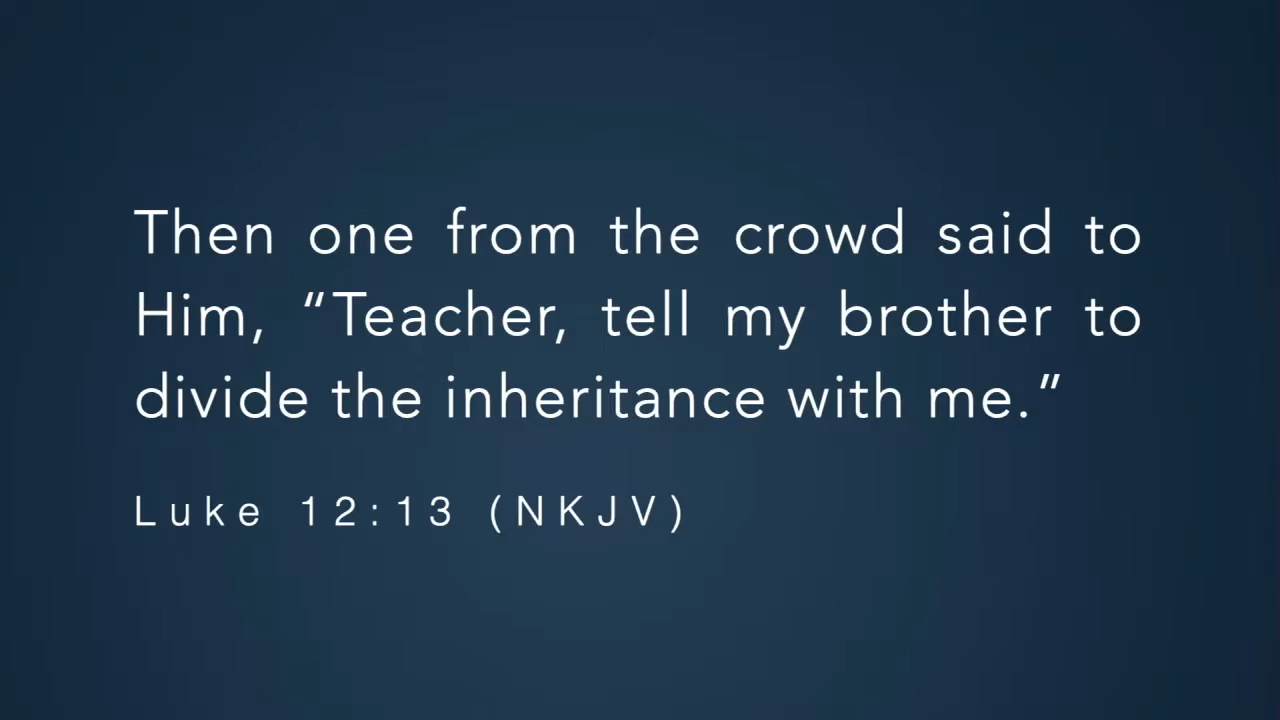 Then one from the crowd said to
Him, “Teacher, tell my brother to
divide the inheritance with me.”
Luke 12:13 (NKJV)